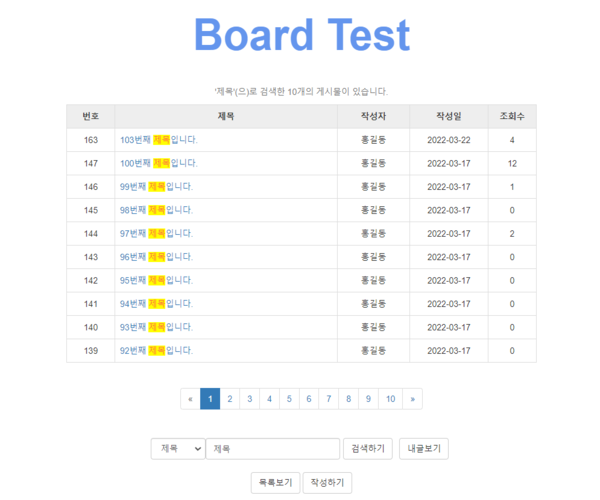 Board Test
'제목'(으)로 검색한 10개의 게시물이 있습니다.
번호 제목 작성자 작성일 조회수
163 103번째 제목입니다. 홍길동 2022-03-22 4
147 100번째 제목입니다. 홍길동 2022-03-17 12
146 99번째 제목입니다. 홍길동 2022-03-17 1
145 98번째 제목입니다. 홍길동 2022-03-17 0
144 97번째 제목입니다. 홍길동 2022-03-17 2
143 96번째 제목입니다. 홍길동 2022-03-17 0
142 95번째 제목입니다. 홍길동 2022-03-17 0
141 94번째 제목입니다. 홍길동 2022-03-17 0
140 93번째 제목입니다. 홍길동 2022-03-17 0
139 92번째 제목입니다. 홍길동 2022-03-17 0
« 1 2 3 4 5 6 7 8 9 10 »
제목 제목 검색하기 내글보기
목록보기 작성하기